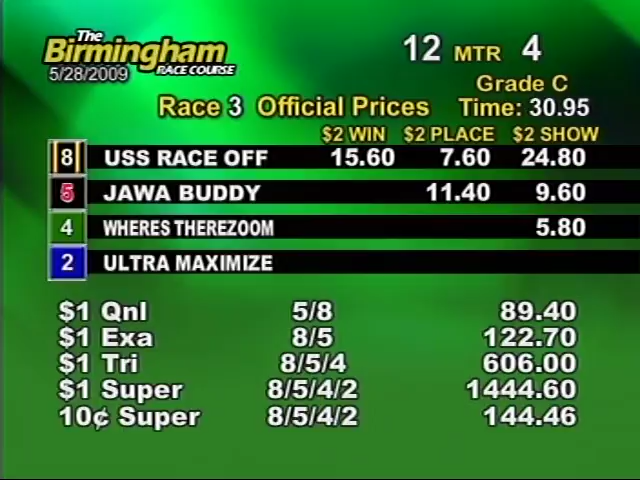 The
Birmingham
RACE COURSE
5/28/2009
12 MTR 4
Grade C
Race 3 Official Prices Time: 30.95
$2 WIN $2 PLACE $2 SHOW
8 USS RACE OFF 15.60 7.60 24.80
5 JAWA BUDDY 11.40 9.60
4 WHERES THEREZOOM 5.80
2 ULTRA MAXIMIZE
$1 Qnl 5/8 89.40
$1 Exa 8/5 122.70
$1 Tri 8/5/4 606.00
$1 Super 8/5/4/2 1444.60
10¢ Super 8/5/4/2 144.46